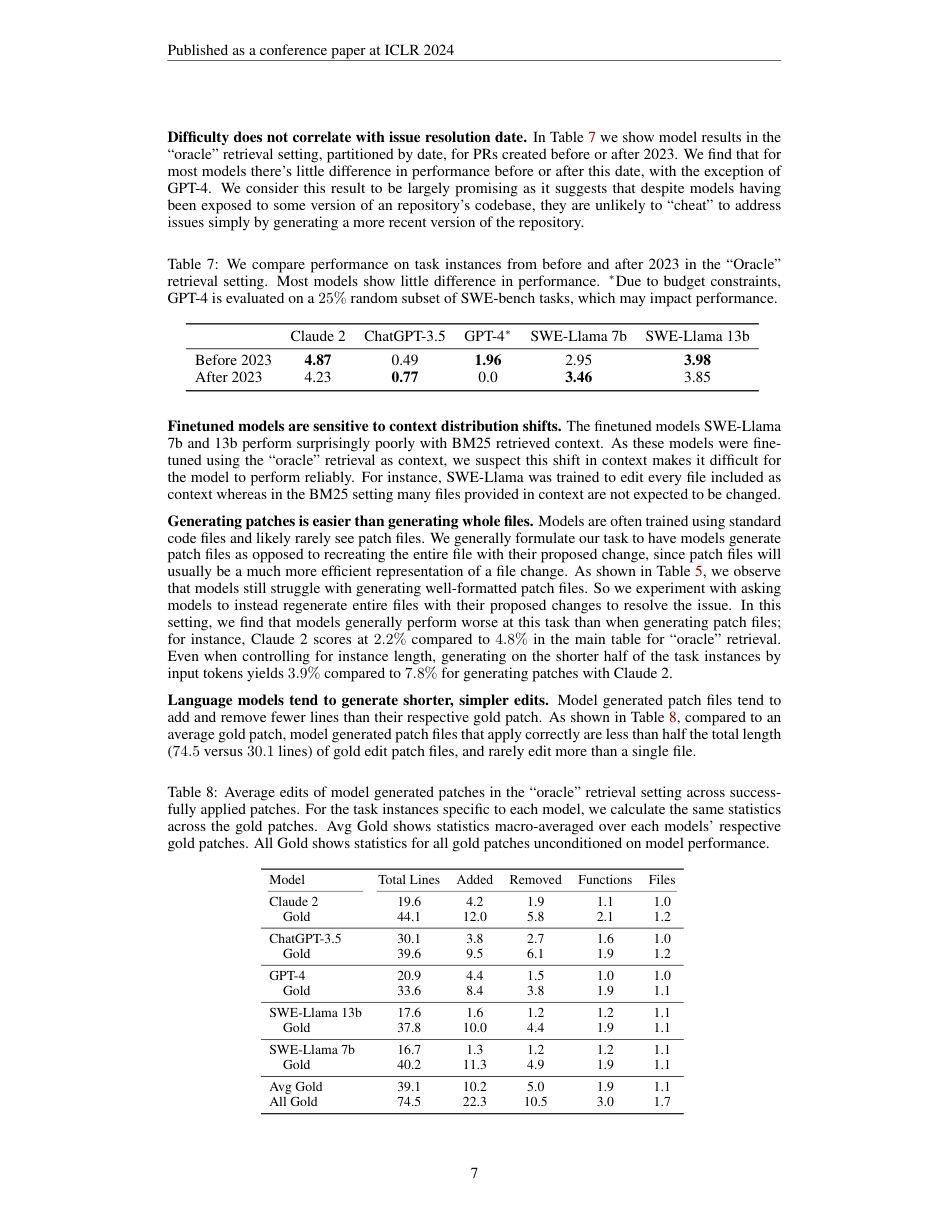 Published as a conference paper at ICLR 2024
Difficulty does not correlate with issue resolution date. In Table 7 we show model results in the
“oracle” retrieval setting, partitioned by date, for PRs created before or after 2023. We find that for
most models there’s little difference in performance before or after this date, with the exception of
GPT-4. We consider this result to be largely promising as it suggests that despite models having
been exposed to some version of an repository’s codebase, they are unlikely to “cheat” to address
issues simply by generating a more recent version of the repository.
Table 7: We compare performance on task instances from before and after 2023 in the “Oracle”
retrieval setting. Most models show little difference in performance. *Due to budget constraints,
GPT-4 is evaluated on a 25% random subset of SWE-bench tasks, which may impact performance.
Claude 2 ChatGPT-3.5 GPT-4* SWE-Llama 7b SWE-Llama 13b
Before 2023 4.87 0.49 1.96 2.95 3.98
After 2023 4.23 0.77 0.0 3.46 3.85
Finetuned models are sensitive to context distribution shifts. The finetuned models SWE-Llama
7b and 13b perform surprisingly poorly with BM25 retrieved context. As these models were fine-
tuned using the “oracle” retrieval as context, we suspect this shift in context makes it difficult for
the model to perform reliably. For instance, SWE-Llama was trained to edit every file included as
context whereas in the BM25 setting many files provided in context are not expected to be changed.
Generating patches is easier than generating whole files. Models are often trained using standard
code files and likely rarely see patch files. We generally formulate our task to have models generate
patch files as opposed to recreating the entire file with their proposed change, since patch files will
usually be a much more efficient representation of a file change. As shown in Table 5, we observe
that models still struggle with generating well-formatted patch files. So we experiment with asking
models to instead regenerate entire files with their proposed changes to resolve the issue. In this
setting, we find that models generally perform worse at this task than when generating patch files;
for instance, Claude 2 scores at 2.2% compared to 4.8% in the main table for “oracle” retrieval.
Even when controlling for instance length, generating on the shorter half of the task instances by
input tokens yields 3.9% compared to 7.8% for generating patches with Claude 2.
Language models tend to generate shorter, simpler edits. Model generated patch files tend to
add and remove fewer lines than their respective gold patch. As shown in Table 8, compared to an
average gold patch, model generated patch files that apply correctly are less than half the total length
(74.5 versus 30.1 lines) of gold edit patch files, and rarely edit more than a single file.
Table 8: Average edits of model generated patches in the “oracle” retrieval setting across success-
fully applied patches. For the task instances specific to each model, we calculate the same statistics
across the gold patches. Avg Gold shows statistics macro-averaged over each models’ respective
gold patches. All Gold shows statistics for all gold patches unconditioned on model performance.
Model Total Lines Added Removed Functions Files
Claude 2 19.6 4.2 1.9 1.1 1.0
Gold 44.1 12.0 5.8 2.1 1.2
ChatGPT-3.5 30.1 3.8 2.7 1.6 1.0
Gold 39.6 9.5 6.1 1.9 1.2
GPT-4 20.9 4.4 1.5 1.0 1.0
Gold 33.6 8.4 3.8 1.9 1.1
SWE-Llama 13b 17.6 1.6 1.2 1.2 1.1
Gold 37.8 10.0 4.4 1.9 1.1
SWE-Llama 7b 16.7 1.3 1.2 1.2 1.1
Gold 40.2 11.3 4.9 1.9 1.1
Avg Gold 39.1 10.2 5.0 1.9 1.1
All Gold 74.5 22.3 10.5 3.0 1.7
7